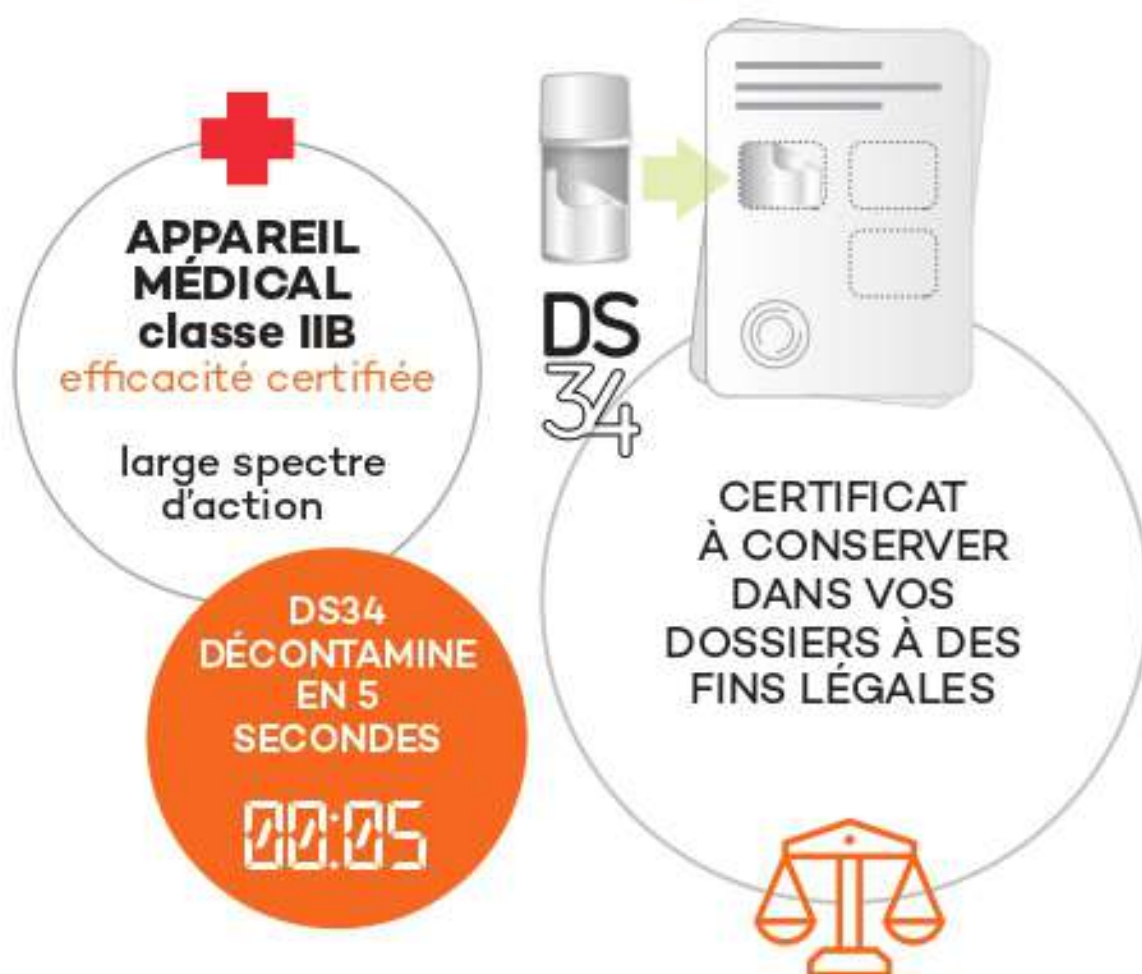 APPAREIL
MÉDICAL
classe IIB
efficacité certifiée
large spectre
d'action
DS34
DÉCONTAMINE
EN 5
SECONDES
00:05
DS
34
CERTIFICAT
À CONSERVER
DANS VOS
DOSSIERS À DES
FINS LÉGALES